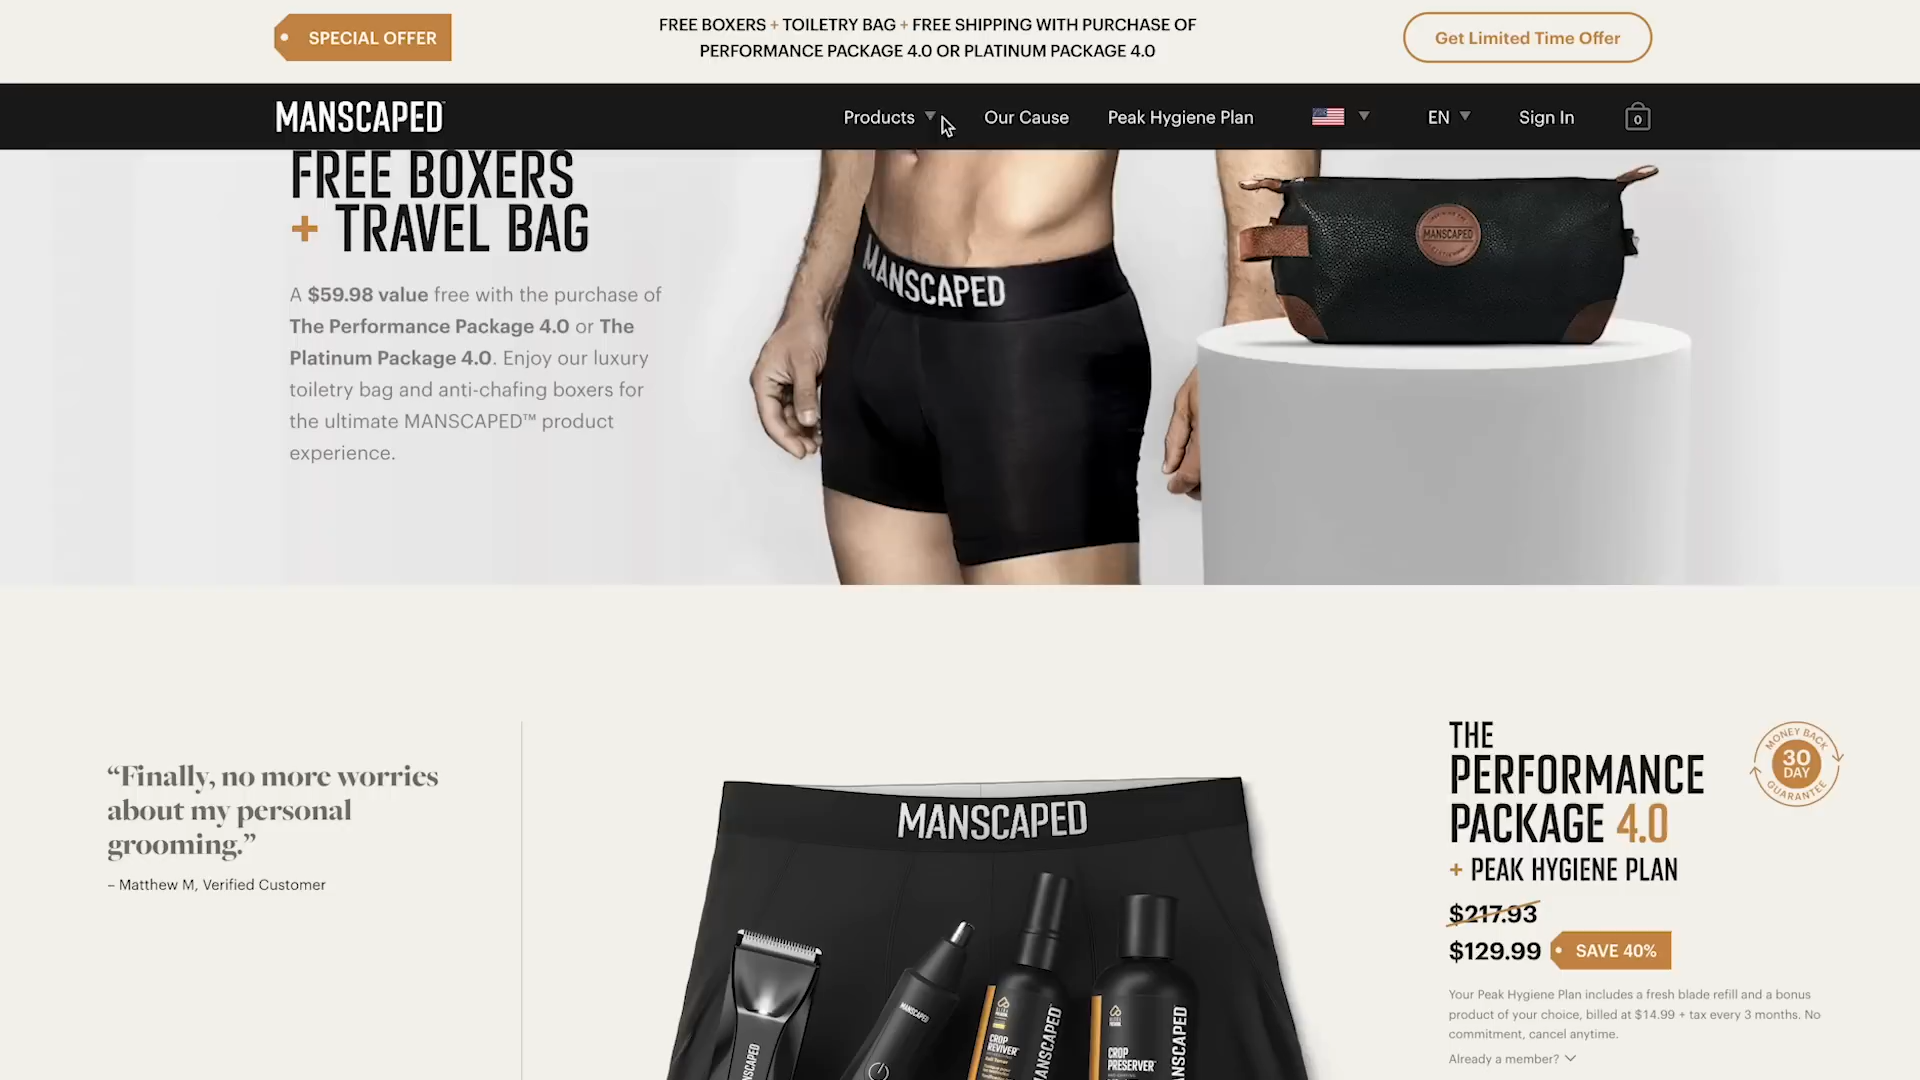 SPECIAL OFFER
FREE BOXERS + TOILETRY BAG + FREE SHIPPING WITH PURCHASE OF
PERFORMANCE PACKAGE 4.0 OR PLATINUM PACKAGE 4.0
Get Limited Time Offer
MANSCAPED
Products
Our Cause
Peak Hygiene Plan
EN
Sign In
0
FREE BOXERS
+ TRAVEL BAG
A $59.98 value free with the purchase of
The Performance Package 4.0 or The
Platinum Package 4.0. Enjoy our luxury
toiletry bag and anti-chafing boxers for
the ultimate MANSCAPED™ product
experience.
MANSCAPED
MANSCAPED
“Finally, no more worries
about my personal
grooming.”
– Matthew M, Verified Customer
MANSCAPED
MANSCAPED
MANSCAPED
CROP
REVIVER
MANSCAPED
CROP
PRESERVER
MANSCAPED
THE
PERFORMANCE
PACKAGE 4.0
+ PEAK HYGIENE PLAN
MONEY BACK
30
DAY
GUARANTEE
$217.93
$129.99
SAVE 40%
Your Peak Hygiene Plan includes a fresh blade refill and a bonus
product of your choice, billed at $14.99 + tax every 3 months. No
commitment, cancel anytime.
Already a member?